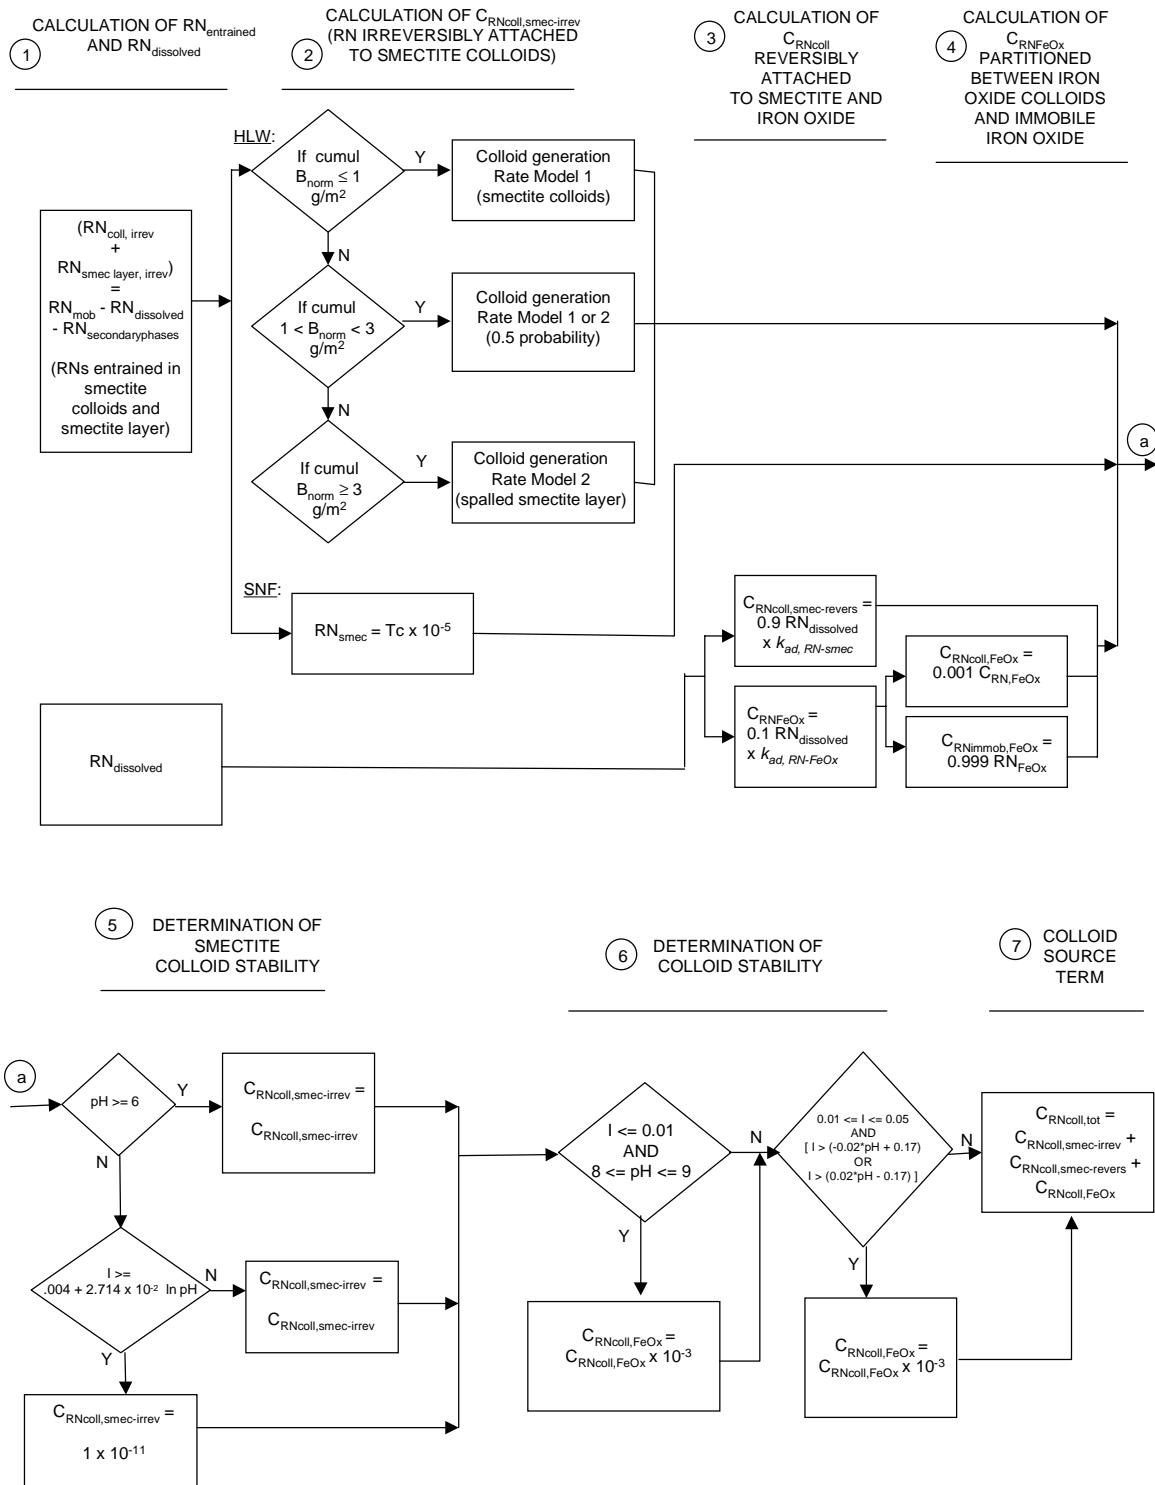 1
CALCULATION OF RNentrained
AND RNdissolved
2
CALCULATION OF CRNcoll,smec-irrev
(RN IRREVERSIBLY ATTACHED
TO SMECTITE COLLOIDS)
3
CALCULATION OF
CRNcoll
REVERSIBLY
ATTACHED
TO SMECTITE AND
IRON OXIDE
4
CALCULATION OF
CRNFeOx
PARTITIONED
BETWEEN IRON
OXIDE COLLOIDS
AND IMMOBILE
IRON OXIDE
(RNcoll, irrev
+
RNsmec layer, irrev)
=
RNmob - RNdissolved
- RNsecondaryphases
(RNs entrained in
smectite
colloids and
smectite layer)
HLW:
If cumul
Bnorm ≤ 1
g/m2
Y
Colloid generation
Rate Model 1
(smectite colloids)
N
If cumul
1 < Bnorm < 3
g/m2
Y
Colloid generation
Rate Model 1 or 2
(0.5 probability)
N
If cumul
Bnorm ≥ 3
g/m2
Y
Colloid generation
Rate Model 2
(spalled smectite layer)
a
SNF:
RNsmec = Tc x 10-5
CRNcoll,smec-revers =
0.9 RNdissolved
x kad, RN-smec
CRNFeOx =
0.1 RNdissolved
x kad, RN-FeOx
CRNcoll,FeOx =
0.001 CRN,FeOx
CRNimmob,FeOx =
0.999 RNFeOx
RNdissolved
5
DETERMINATION OF
SMECTITE
COLLOID STABILITY
6
DETERMINATION OF
COLLOID STABILITY
7
COLLOID
SOURCE
TERM
a
pH >= 6
Y
CRNcoll,smec-irrev =
CRNcoll,smec-irrev
N
I >=
.004 + 2.714 x 10-2 ln pH
N
CRNcoll,smec-irrev =
CRNcoll,smec-irrev
Y
CRNcoll,smec-irrev =
1 x 10-11
I <= 0.01
AND
8 <= pH <= 9
N
Y
CRNcoll,FeOx =
CRNcoll,FeOx x 10-3
0.01 <= I <= 0.05
AND
[ I > (-0.02*pH + 0.17)
OR
I > (0.02*pH - 0.17) ]
N
Y
CRNcoll,FeOx =
CRNcoll,FeOx x 10-3
CRNcoll,tot =
CRNcoll,smec-irrev +
CRNcoll,smec-revers +
CRNcoll,FeOx